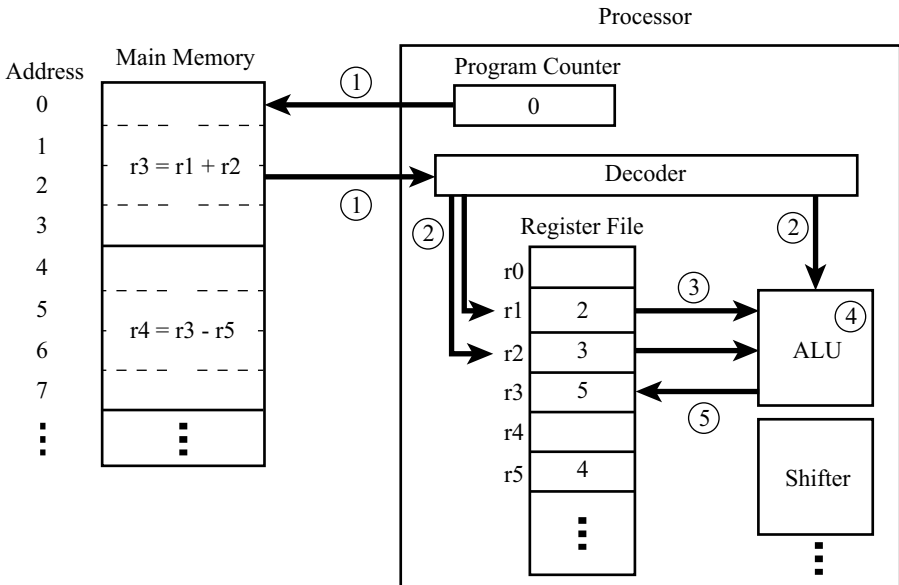 Processor
Main Memory
Address
Program Counter
1
0
0
1
r3 = r1 + r2
2
3
1
Decoder
2
2
Register File
4
5
r4 = r3 - r5
6
7
r0
r1
2
3
r2
3
r3
5
r4
r5
4
4
ALU
5
Shifter